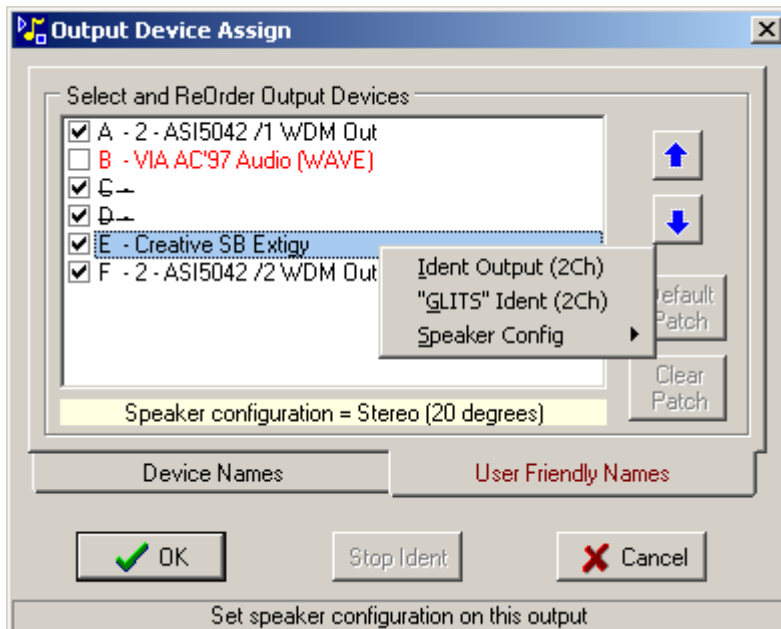 Output Device Assign
Select and ReOrder Output Devices
A - 2 - ASI5042 /1 WDM Out
B - VIA AC'97 Audio (WAVE)
C -
D -
E - Creative SB Extigy
F - 2 - ASI5042 /2 WDM Out
Ident Output (2Ch)
"GLITS" Ident (2Ch)
Speaker Config
Default
Patch
Clear
Patch
Speaker configuration = Stereo (20 degrees)
Device Names
User Friendly Names
OK
Stop Ident
Cancel
Set speaker configuration on this output